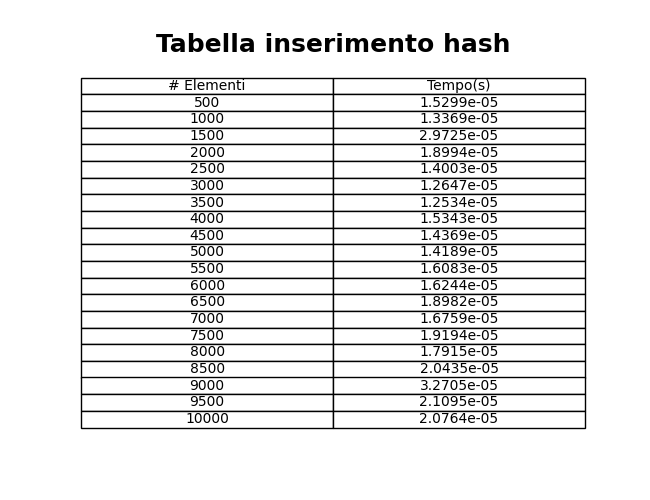 Tabella inserimento hash
# Elementi Tempo(s)
500 1.5299e-05
1000 1.3369e-05
1500 2.9725e-05
2000 1.8994e-05
2500 1.4003e-05
3000 1.2647e-05
3500 1.2534e-05
4000 1.5343e-05
4500 1.4369e-05
5000 1.4189e-05
5500 1.6083e-05
6000 1.6244e-05
6500 1.8982e-05
7000 1.6759e-05
7500 1.9194e-05
8000 1.7915e-05
8500 2.0435e-05
9000 3.2705e-05
9500 2.1095e-05
10000 2.0764e-05